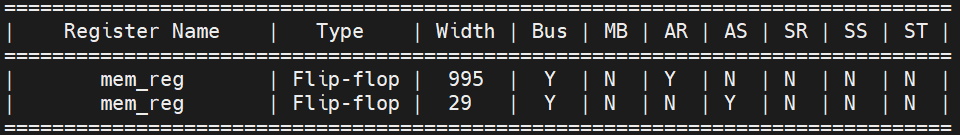 ===============================================================================
|    Register Name    |   Type    | Width | Bus | MB | AR | AS | SR | SS | ST |
===============================================================================
|       mem_reg       | Flip-flop |  995  |  Y  | N  | Y  | N  | N  | N  | N  |
|       mem_reg       | Flip-flop |  29   |  Y  | N  | N  | Y  | N  | N  | N  |
===============================================================================